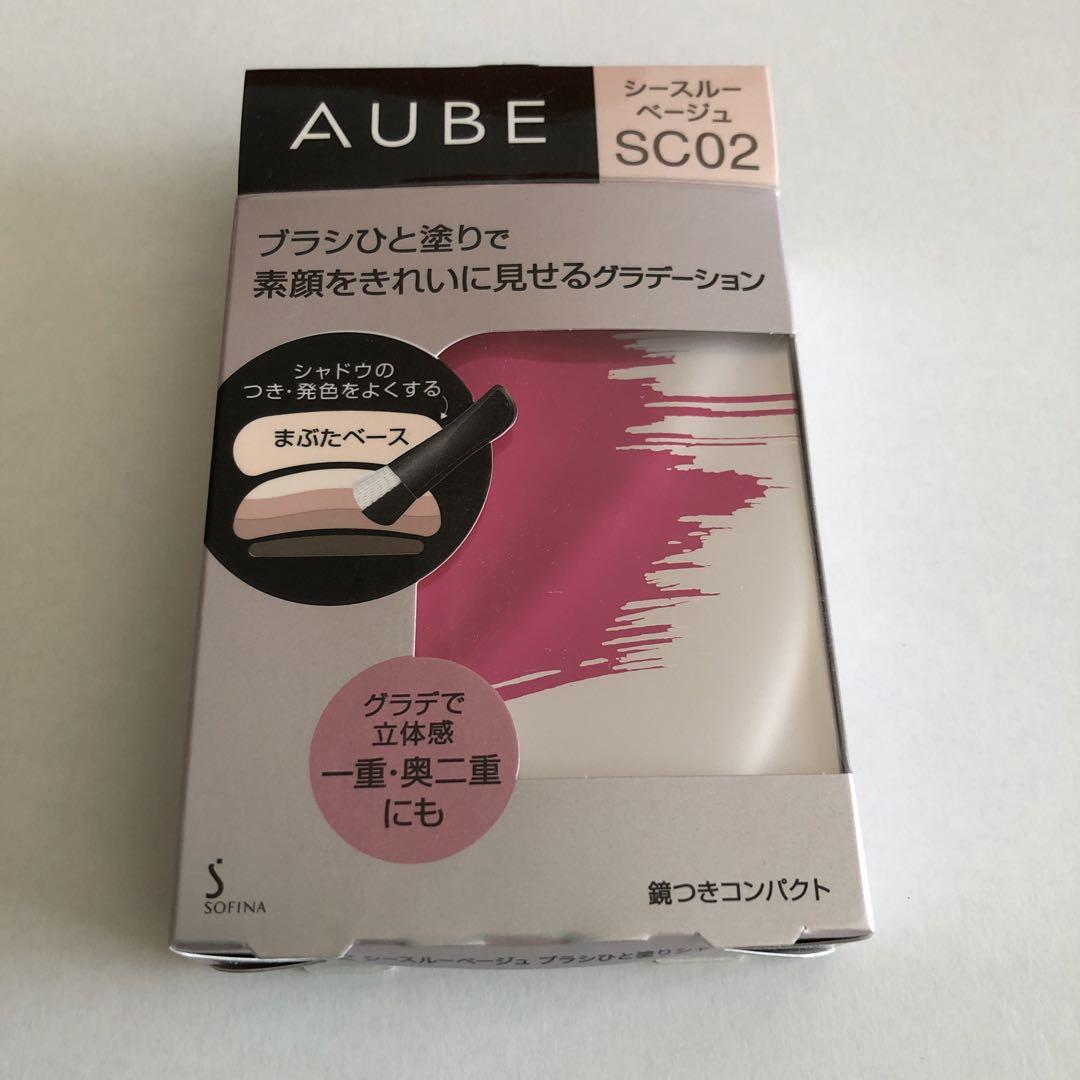 AUBE
シースルー
ベージュ
SC02
ブラシひと塗りで
素顔をきれいに見せるグラデーション
シャドウの
つき・発色をよくする
まぶたベース
グラデで
立体感
一重・奥二重
にも
SOFINA
鏡つきコンパクト
シースルーベージュ ブラシひと塗りシャ